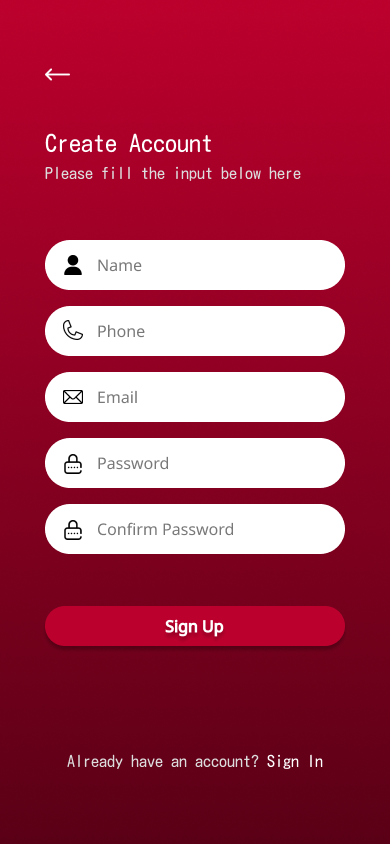 Create Account
Please fill the input below here
Name
Phone
Email
Password
Confirm Password
Sign Up
Already have an account? Sign In